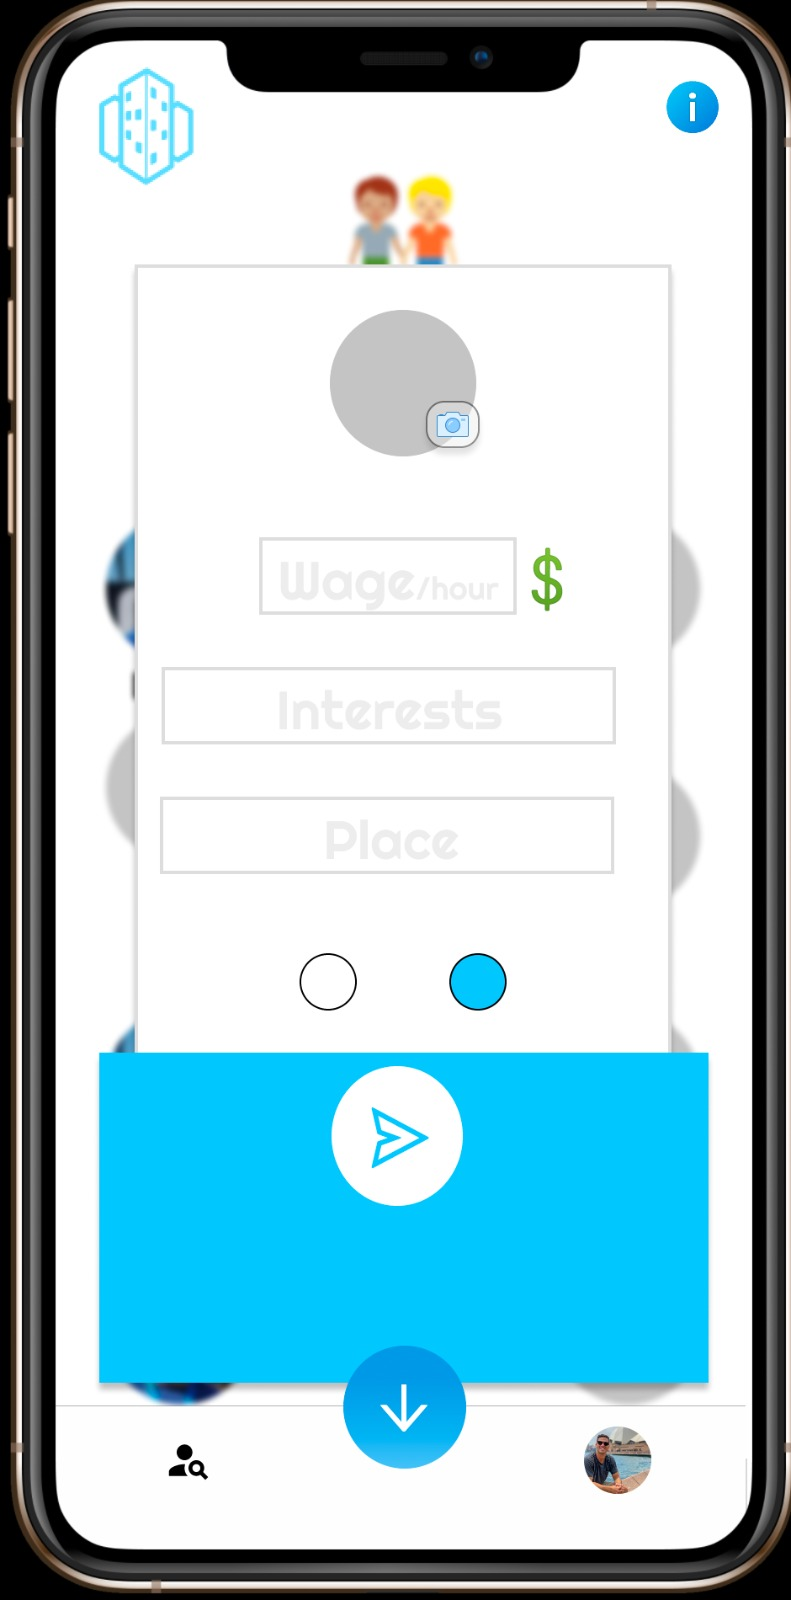 i
Wage/hour $
Interests
Place